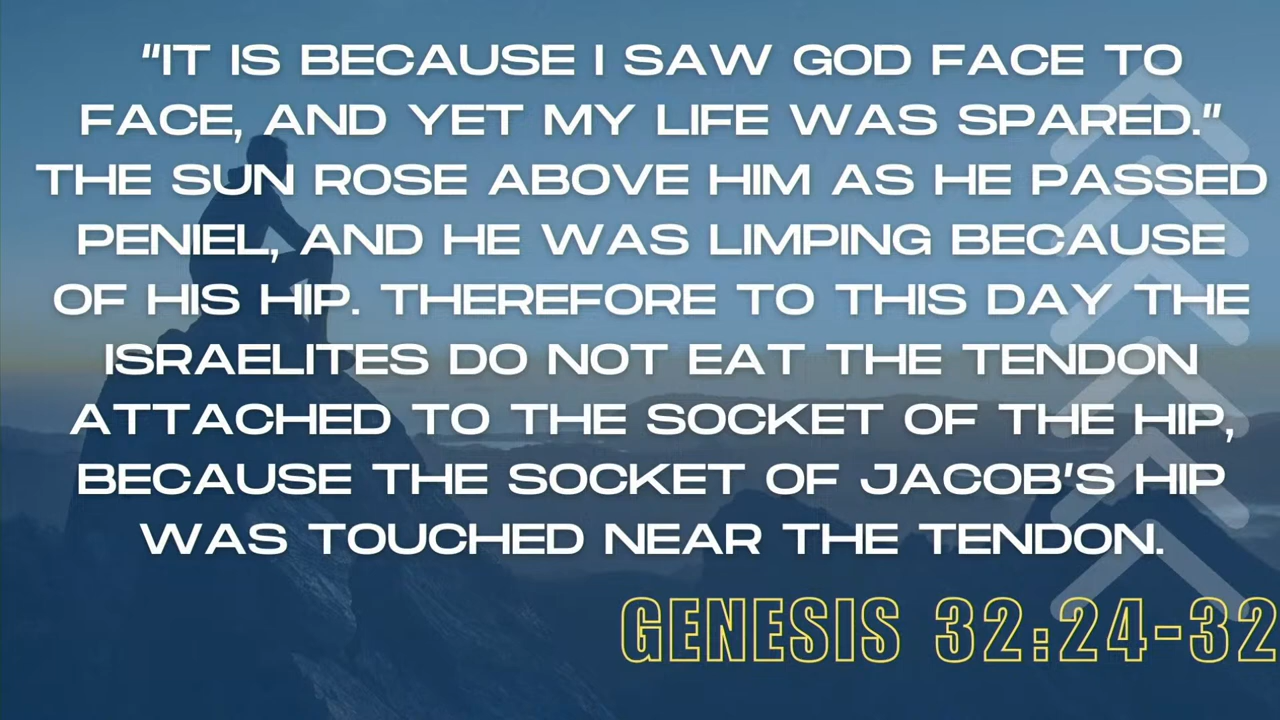 "IT IS BECAUSE I SAW GOD FACE TO
FACE, AND YET MY LIFE WAS SPARED."
THE SUN ROSE ABOVE HIM AS HE PASSED
PENIEL, AND HE WAS LIMPING BECAUSE
OF HIS HIP. THEREFORE TO THIS DAY THE
ISRAELITES DO NOT EAT THE TENDON
ATTACHED TO THE SOCKET OF THE HIP,
BECAUSE THE SOCKET OF JACOB'S HIP
WAS TOUCHED NEAR THE TENDON.
GENESIS 32:24-32